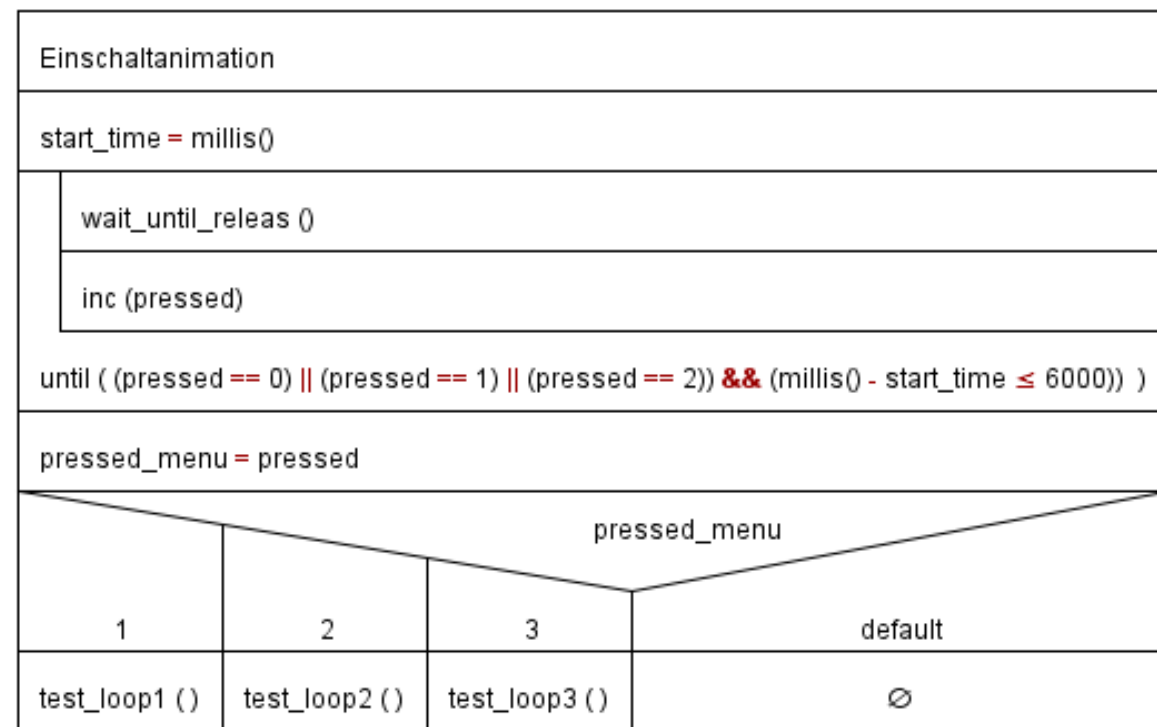 Einschaltanimation
start_time = millis()
wait_until_releas ()
inc (pressed)
until ( (pressed == 0) || (pressed == 1) || (pressed == 2)) && (millis() - start_time ≤ 6000)) )
pressed_menu = pressed
pressed_menu
1 2 3 default
test_loop1 ( ) test_loop2 ( ) test_loop3 ( ) ∅